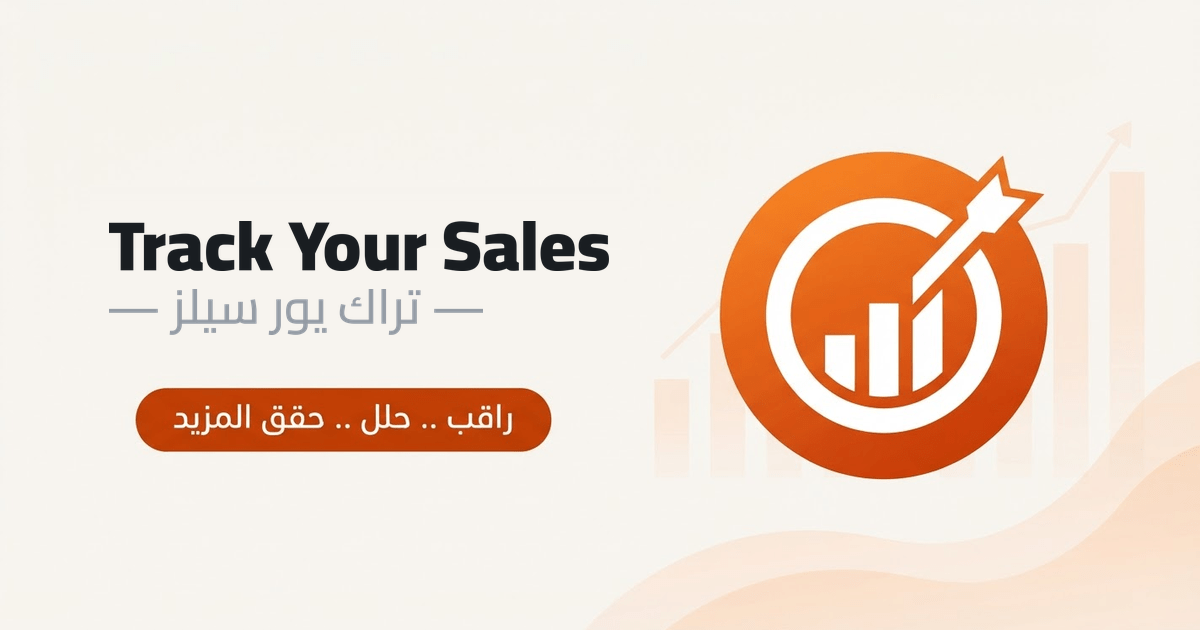 Track Your Sales
— تراك يور سيلز —
راقب .. حلل .. حقق المزيد